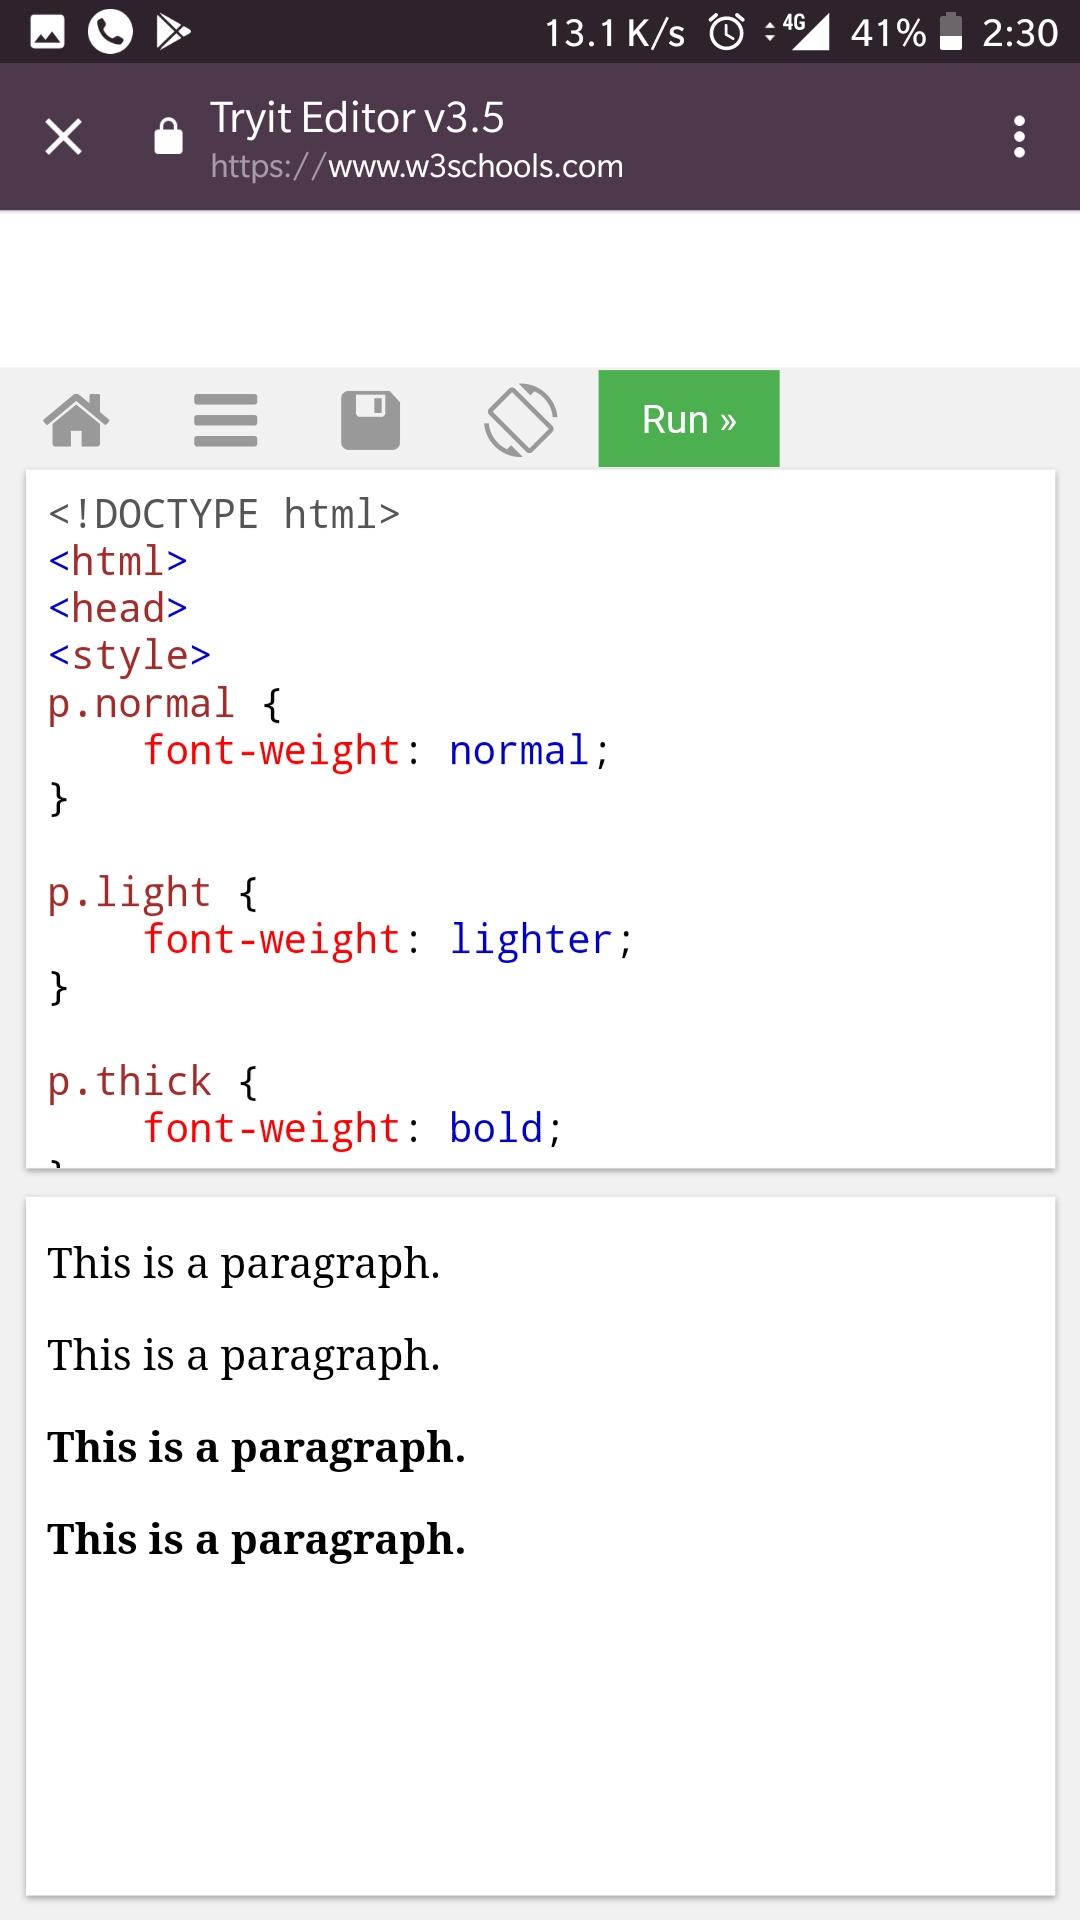 13.1 K/s 4G 41% 2:30
Tryit Editor v3.5
https://www.w3schools.com
Run »
<!DOCTYPE html>
<html>
<head>
<style>
p.normal {
    font-weight: normal;
}
p.light {
    font-weight: lighter;
}
p.thick {
    font-weight: bold;
This is a paragraph.
This is a paragraph.
This is a paragraph.
This is a paragraph.